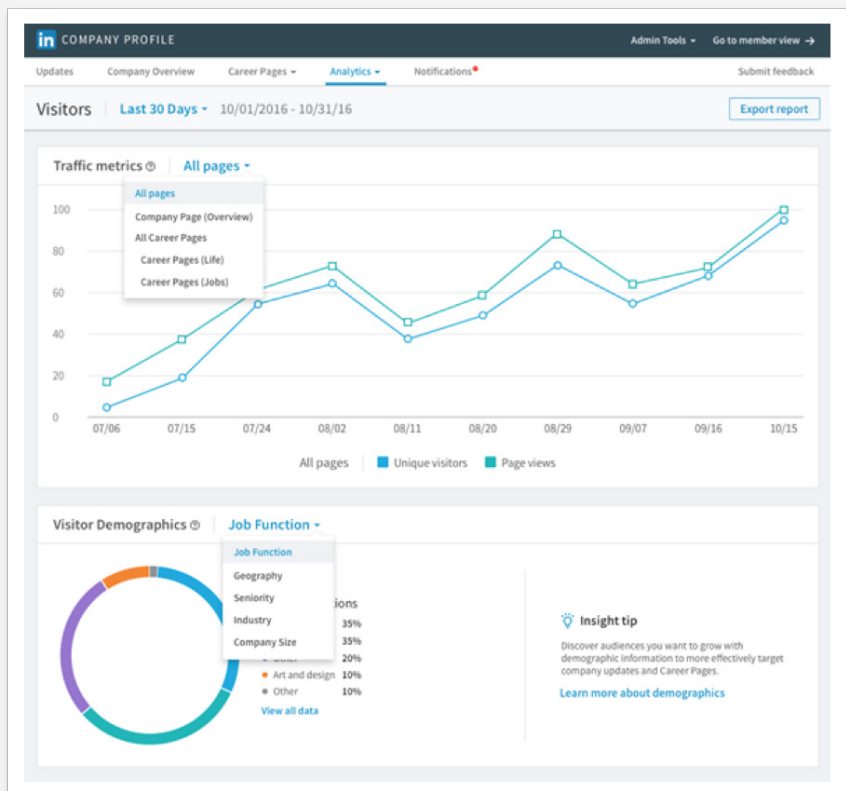 in COMPANY PROFILE Admin Tools Go to member view →
Updates Company Overview Career Pages Analytics Notifications Submit feedback
Visitors Last 30 Days 10/01/2016 - 10/31/16 Export report
Traffic metrics ? All pages
All pages
Company Page (Overview)
All Career Pages
Career Pages (Life)
Career Pages (Jobs)
100
80
60
40
20
0
07/06 07/15 07/24 08/02 08/11 08/20 08/29 09/07 09/16 10/15
All pages Unique visitors Page views
Visitor Demographics ? Job Function
Job Function
Geography
Seniority
Industry
Company Size
ions
35%
35%
20%
Art and design 10%
Other 10%
View all data
Insight tip
Discover audiences you want to grow with
demographic information to more effectively target
company updates and Career Pages.
Learn more about demographics